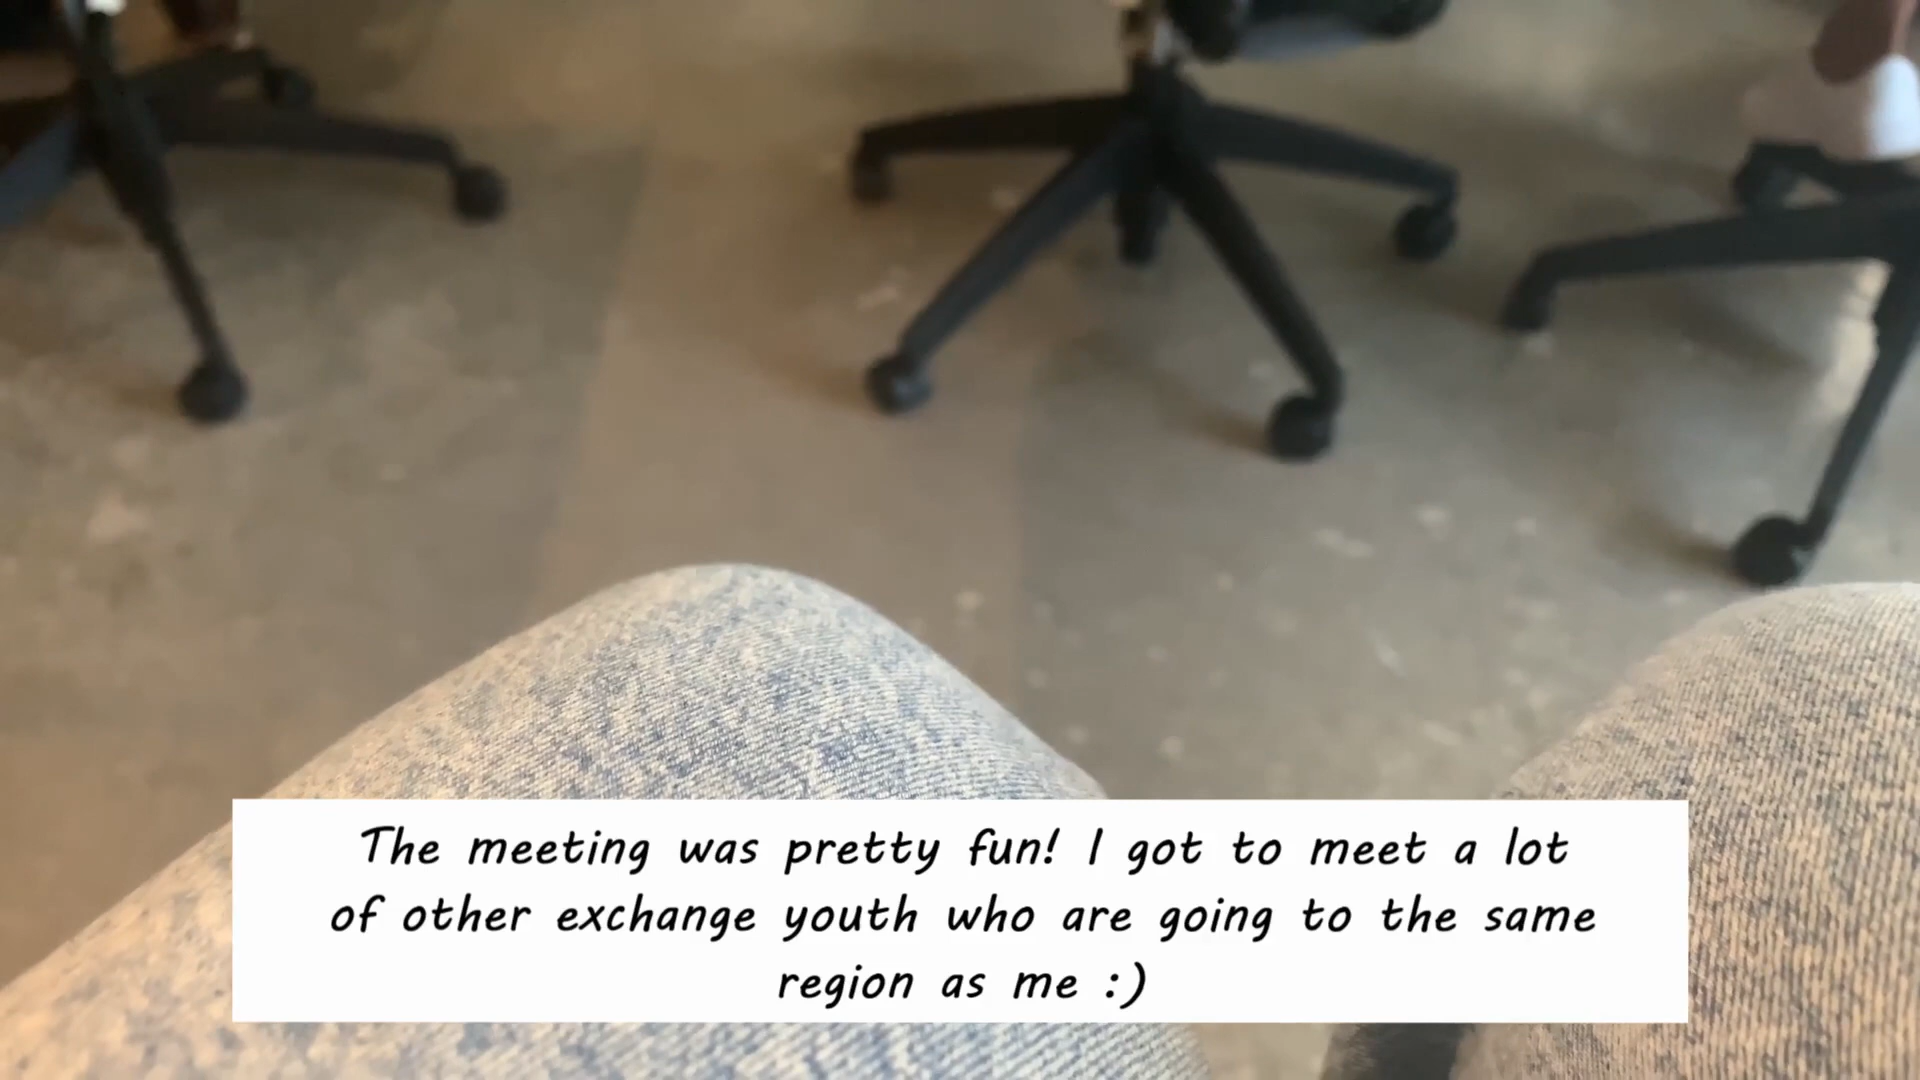 The meeting was pretty fun! I got to meet a lot
of other exchange youth who are going to the same
region as me :)